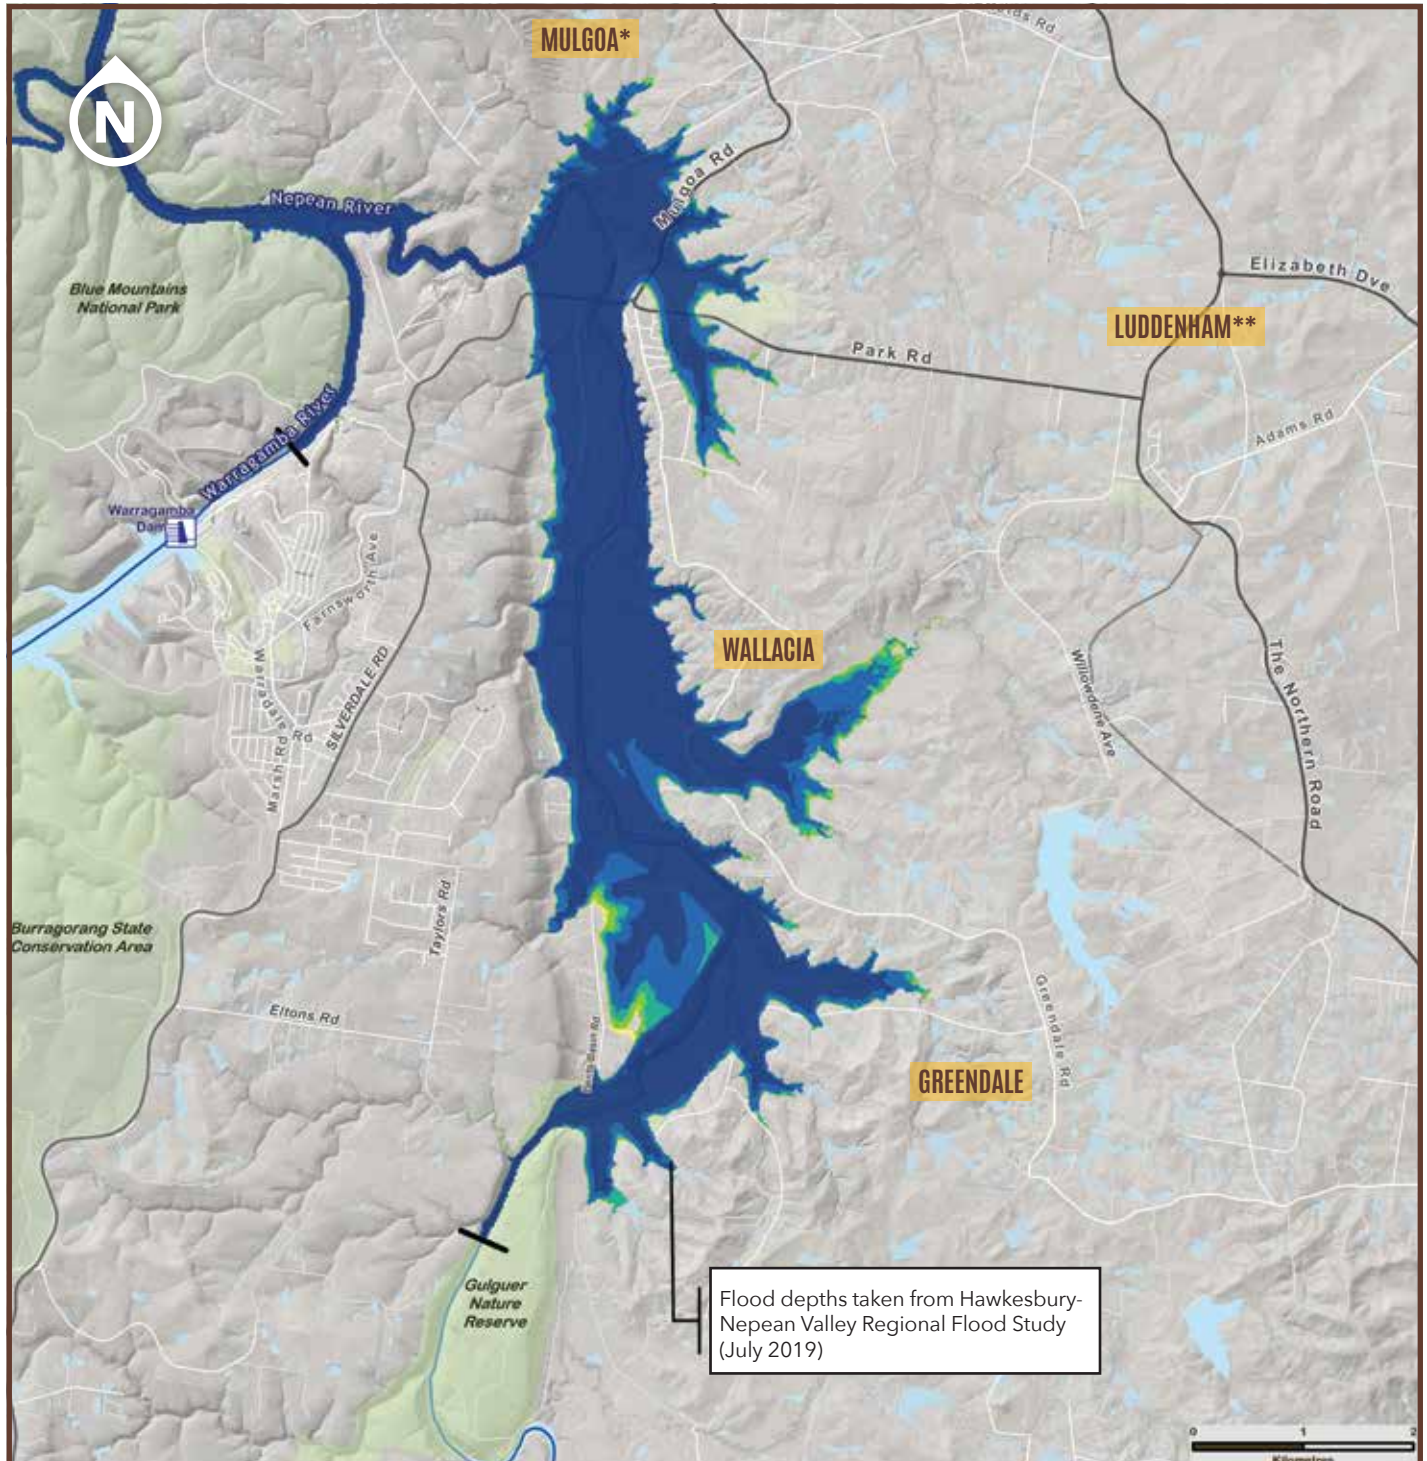 MULGOA*
N
Nepean River
Mulgoa Rd
Blue Mountains
National Park
Elizabeth Dve
LUDDENHAM**
Park Rd
Adams Rd
Warragamba River
Warragamba
Dam
Farnsworth Ave
WALLACIA
Warradale Rd
SILVERDALE RD
Marsh Rd
Willowdene Ave
The Northern Road
Taylors Rd
Burragorang State
Conservation Area
Eltons Rd
Greendale Rd
GREENDALE
Gulguer
Nature
Reserve
Flood depths taken from Hawkesbury-
Nepean Valley Regional Flood Study
(July 2019)
0 1 2
Kilometres